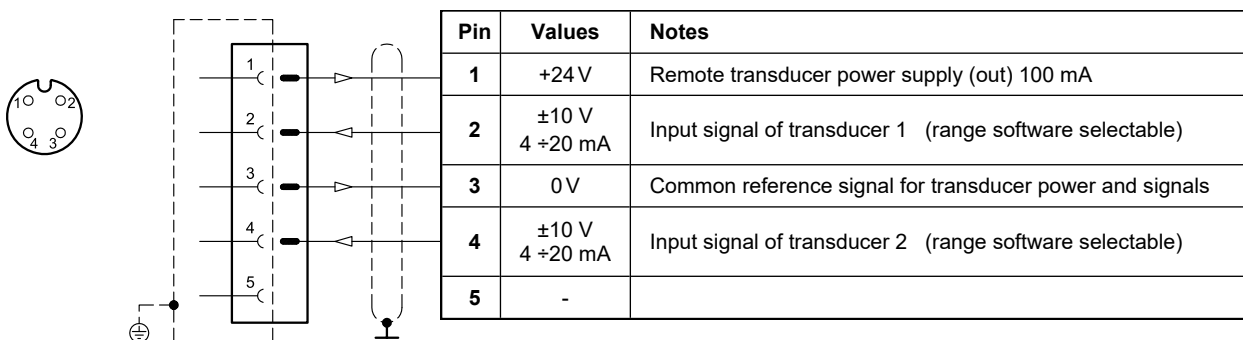 Pin Values Notes
1 +24 V Remote transducer power supply (out) 100 mA
2 ±10 V
4 ÷20 mA Input signal of transducer 1 (range software selectable)
3 0 V Common reference signal for transducer power and signals
4 ±10 V
4 ÷20 mA Input signal of transducer 2 (range software selectable)
5 -
1
2
3
4
5
1 2
4 3